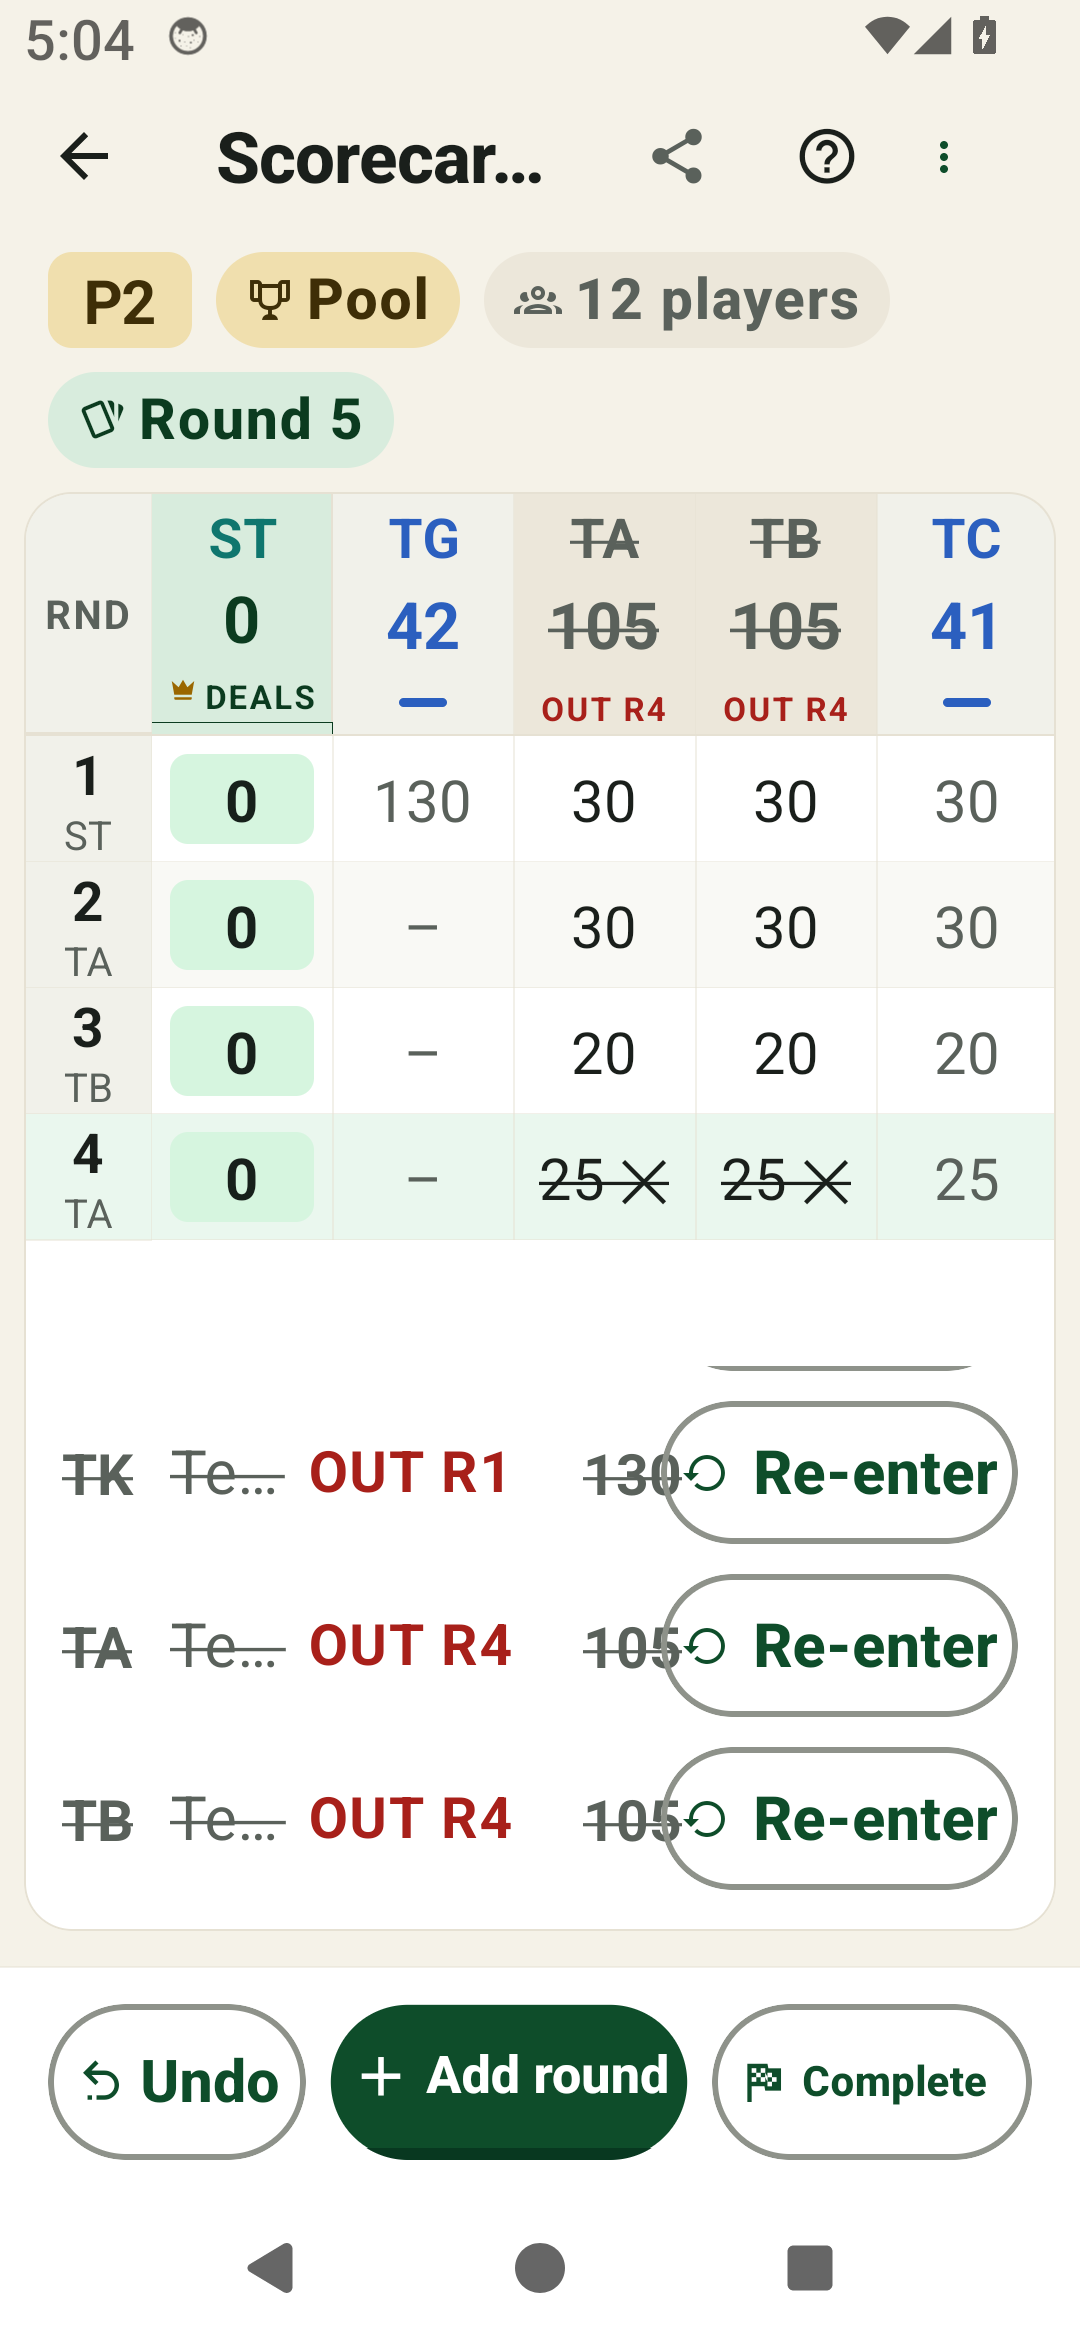 5:04
Scorecar...
P2 Pool 12 players
Round 5
RND ST TG TA TB TC
0 42 105 105 41
DEALS OUT R4 OUT R4
1 0 130 30 30 30
ST
2 0 – 30 30 30
TA
3 0 – 20 20 20
TB
4 0 – 25 25 25
TA
TK Te... OUT R1 130 Re-enter
TA Te... OUT R4 105 Re-enter
TB Te... OUT R4 105 Re-enter
Undo + Add round Complete